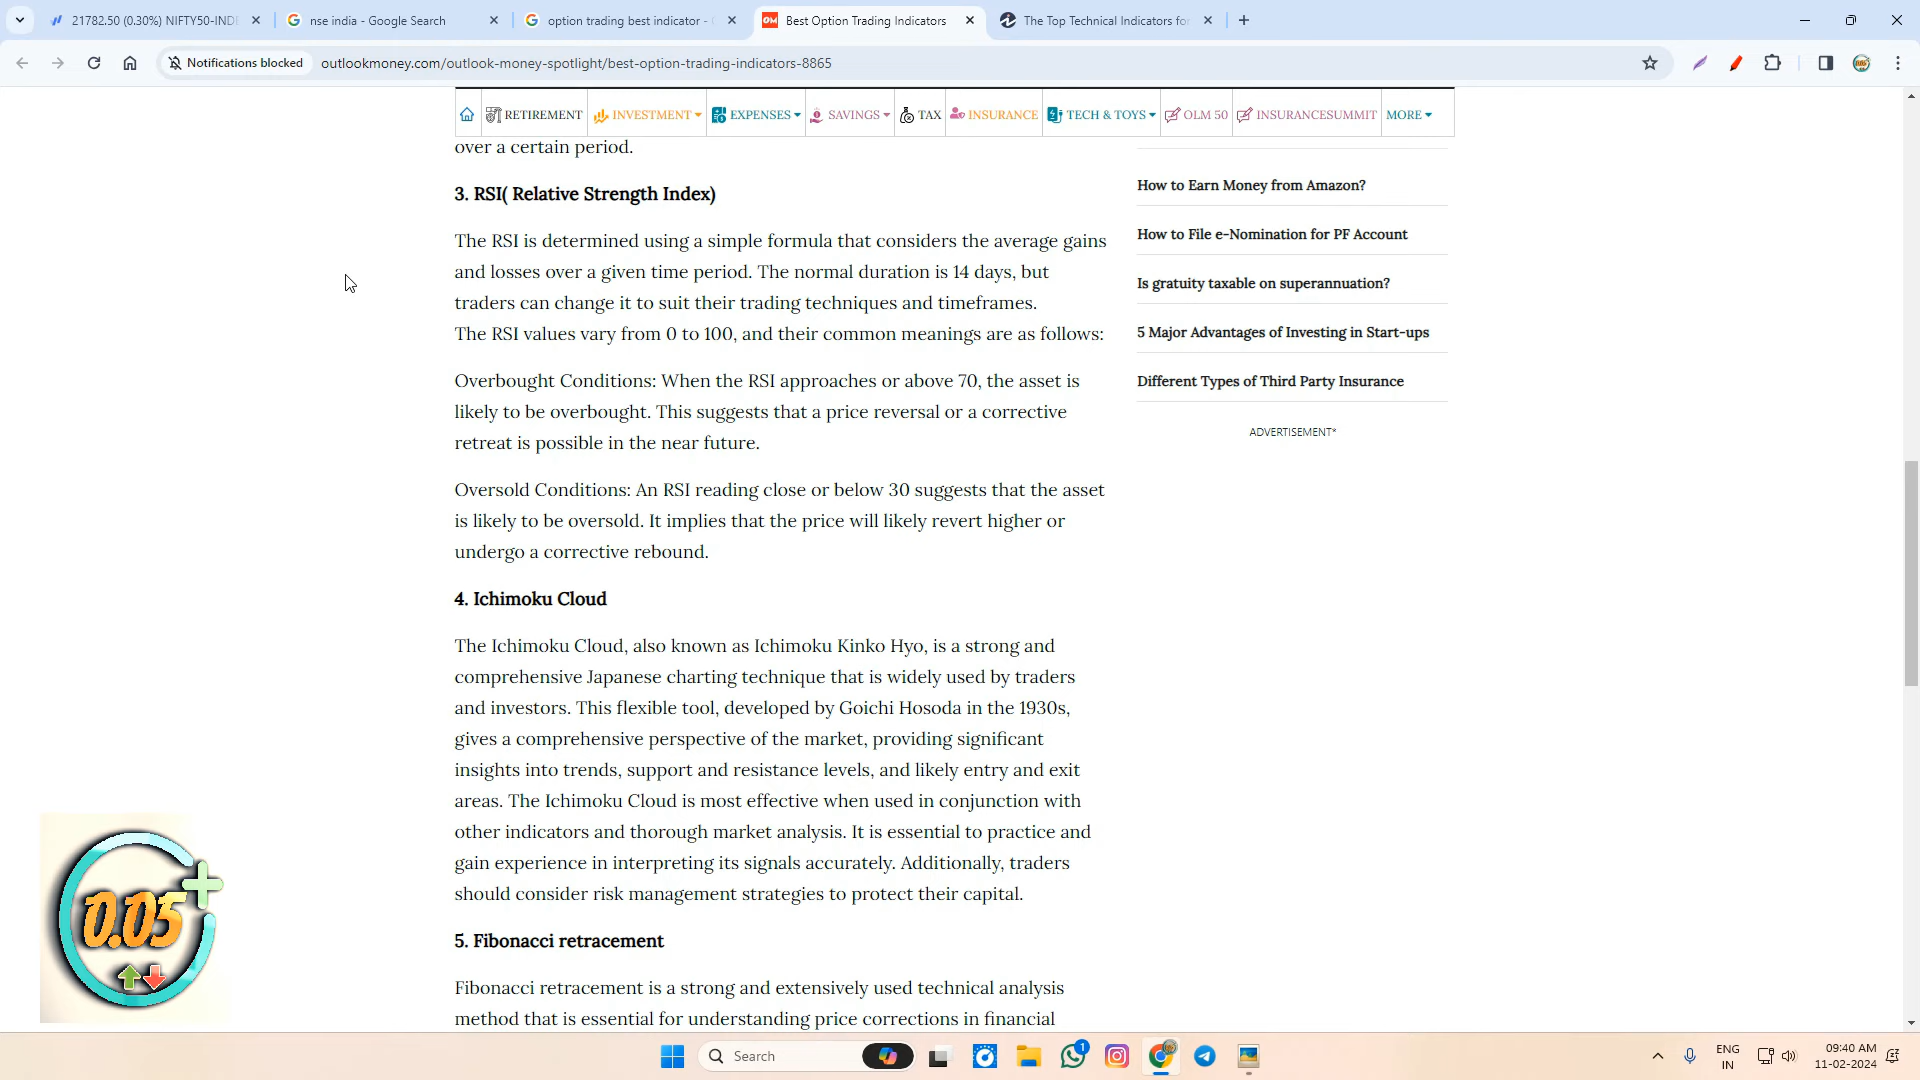 21782.50 (0.30%) NIFTY50-INDE
nse india - Google Search
option trading best indicator -
OM Best Option Trading Indicators
The Top Technical Indicators for
Notifications blocked
outlookmoney.com/outlook-money-spotlight/best-option-trading-indicators-8865
RETIREMENT INVESTMENT EXPENSES SAVINGS TAX INSURANCE TECH & TOYS OLM 50 INSURANCESUMMIT MORE
over a certain period.
3. RSI( Relative Strength Index)
The RSI is determined using a simple formula that considers the average gains
and losses over a given time period. The normal duration is 14 days, but
traders can change it to suit their trading techniques and timeframes.
The RSI values vary from 0 to 100, and their common meanings are as follows:
Overbought Conditions: When the RSI approaches or above 70, the asset is
likely to be overbought. This suggests that a price reversal or a corrective
retreat is possible in the near future.
Oversold Conditions: An RSI reading close or below 30 suggests that the asset
is likely to be oversold. It implies that the price will likely revert higher or
undergo a corrective rebound.
4. Ichimoku Cloud
The Ichimoku Cloud, also known as Ichimoku Kinko Hyo, is a strong and
comprehensive Japanese charting technique that is widely used by traders
and investors. This flexible tool, developed by Goichi Hosoda in the 1930s,
gives a comprehensive perspective of the market, providing significant
insights into trends, support and resistance levels, and likely entry and exit
areas. The Ichimoku Cloud is most effective when used in conjunction with
other indicators and thorough market analysis. It is essential to practice and
gain experience in interpreting its signals accurately. Additionally, traders
should consider risk management strategies to protect their capital.
5. Fibonacci retracement
Fibonacci retracement is a strong and extensively used technical analysis
method that is essential for understanding price corrections in financial
How to Earn Money from Amazon?
How to File e-Nomination for PF Account
Is gratuity taxable on superannuation?
5 Major Advantages of Investing in Start-ups
Different Types of Third Party Insurance
ADVERTISEMENT*
0.05+
Search
1
ENG
IN
09:40 AM
11-02-2024